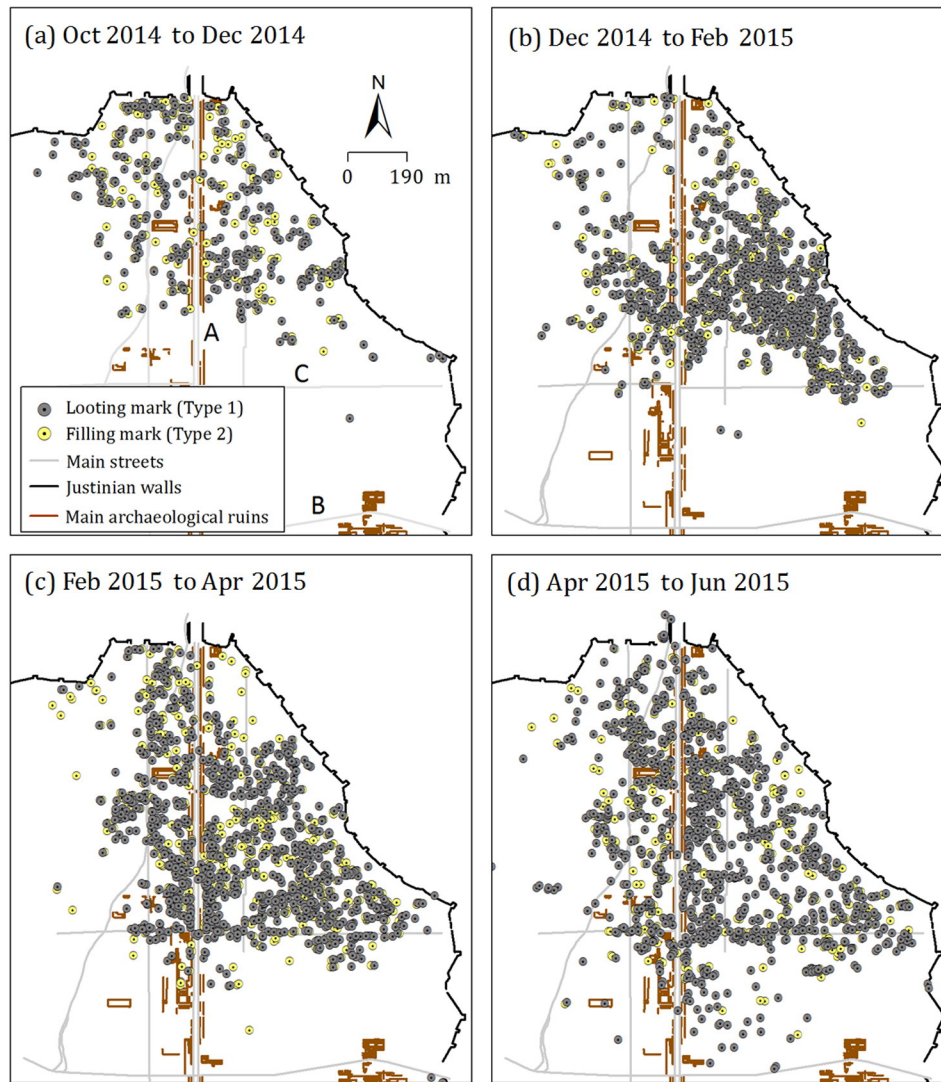 (a) Oct 2014 to Dec 2014
N
0 190 m
A
C
Looting mark (Type 1)
Filling mark (Type 2)
Main streets
Justinian walls
Main archaeological ruins
B
(b) Dec 2014 to Feb 2015
(c) Feb 2015 to Apr 2015
(d) Apr 2015 to Jun 2015